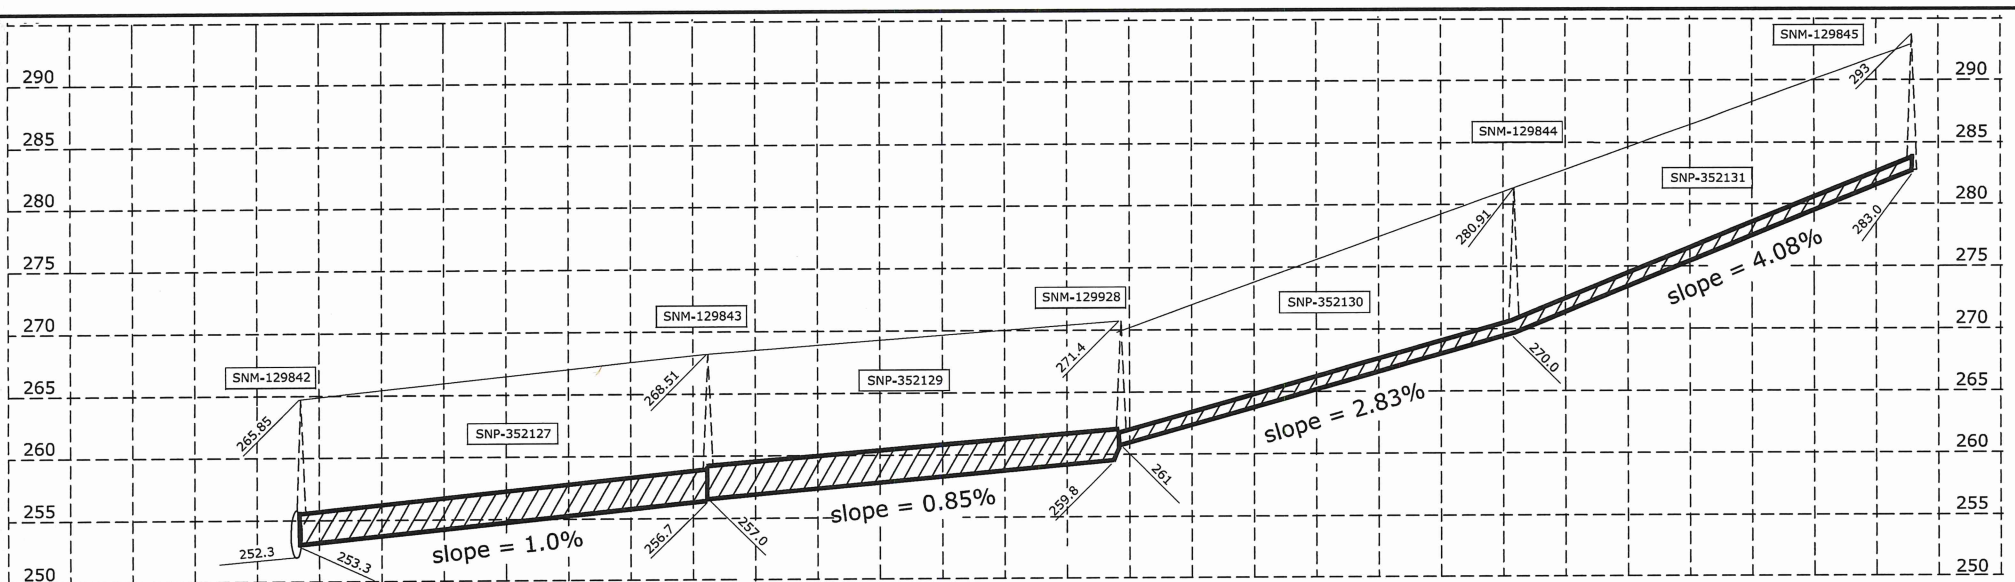 SNM-129845
290
290
293
SNM-129844
285
285
SNP-352131
280
280
280.91
283.0
275
275
slope = 4.08%
SNM-129928
SNP-352130
SNM-129843
270
270
271.4
270.0
SNM-129842
SNP-352129
265
265
268.51
slope = 2.83%
265.85
SNP-352127
260
260
261
259.8
slope = 0.85%
255
255
256.7
257.0
slope = 1.0%
252.3
253.3
250
250